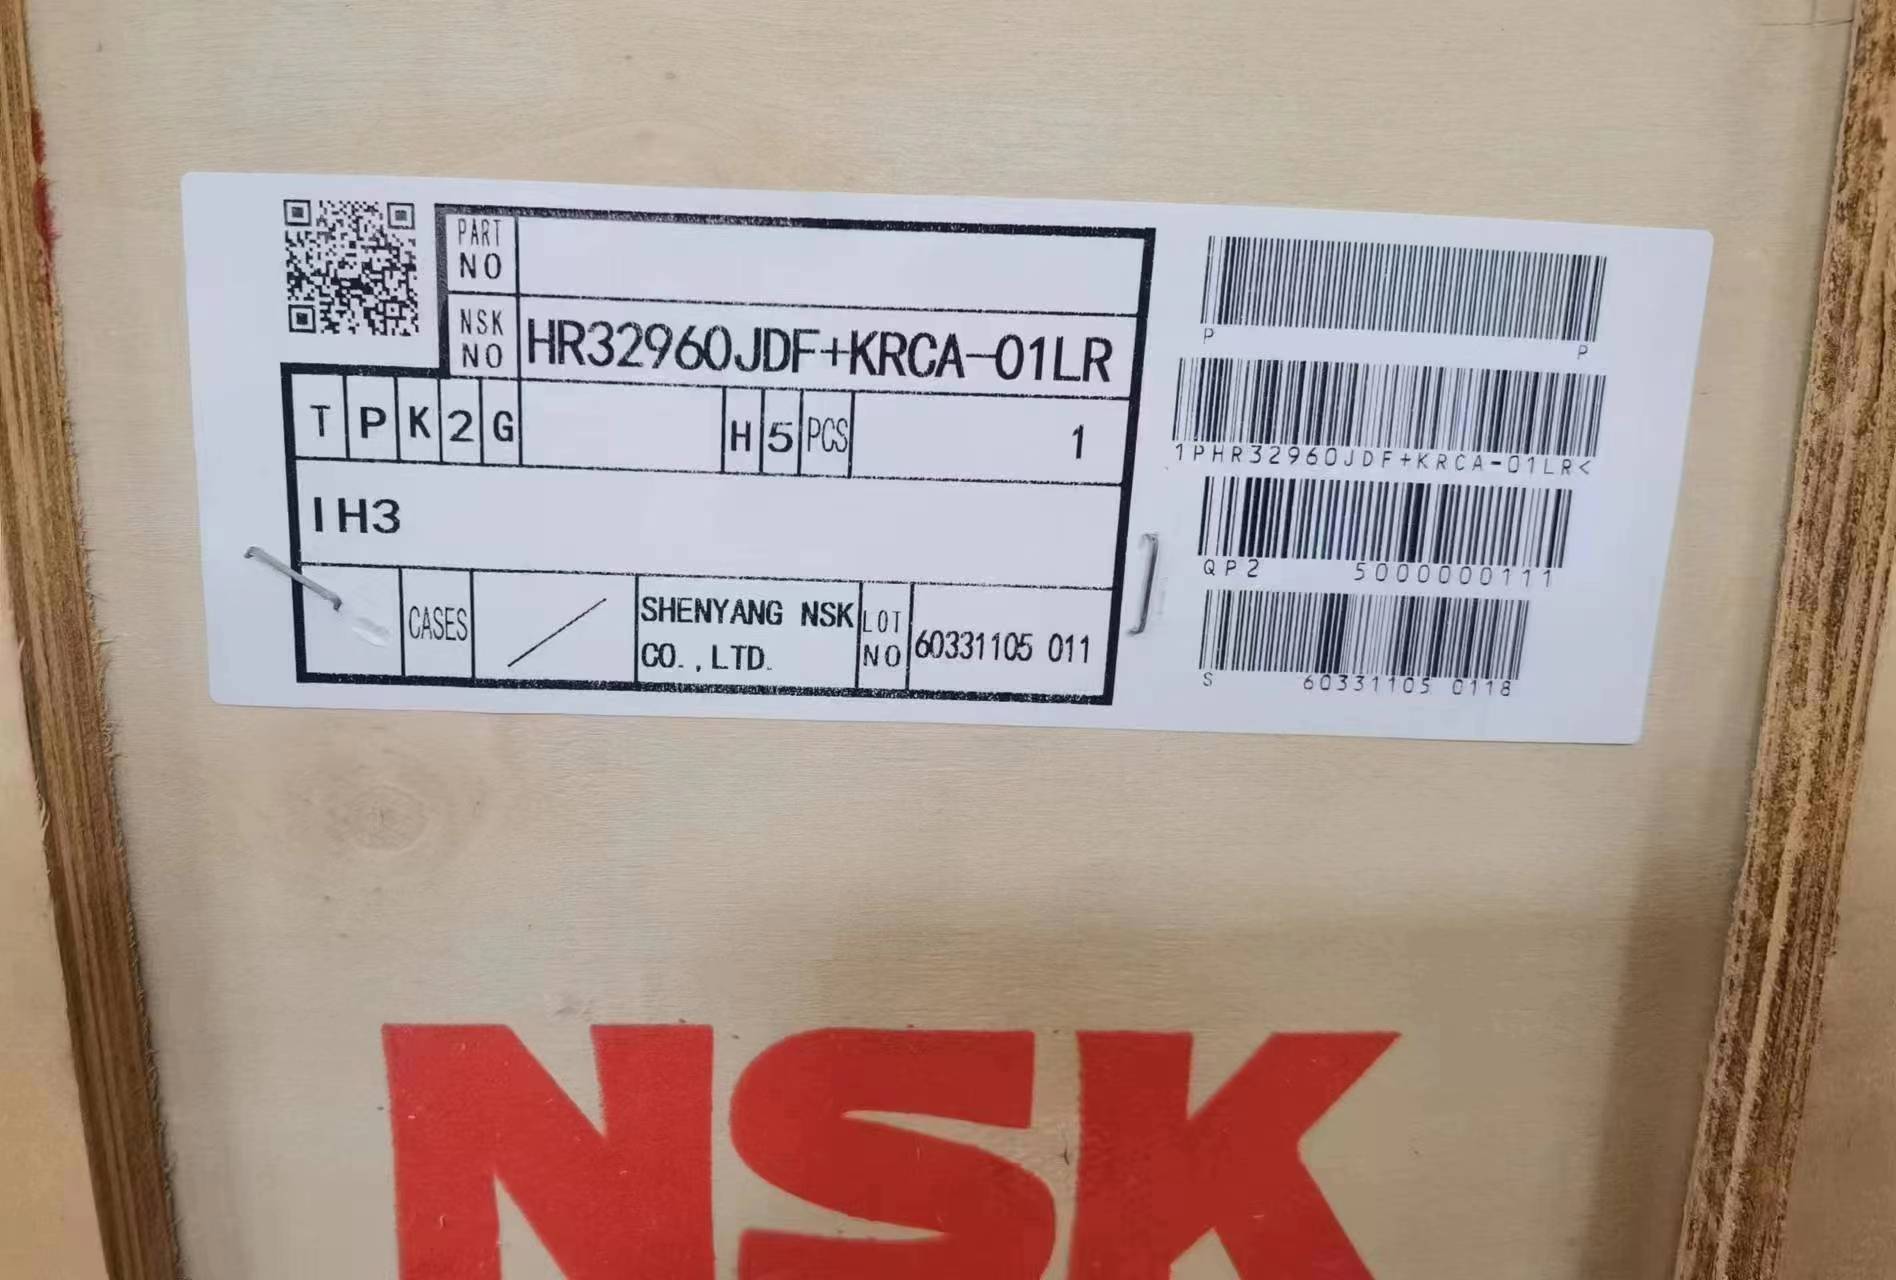 PART
NO
NSK
NO
HR32960JDF+KRCA-01LR
T P K 2 G
H 5 PCS 1
IH3
CASES
SHENYANG NSK
CO.,LTD.
LOT
NO
60331105 011
P P
1PHR32960JDF+KRCA-01LR<
QP2 5000000111
S 60331105 0118
NSK